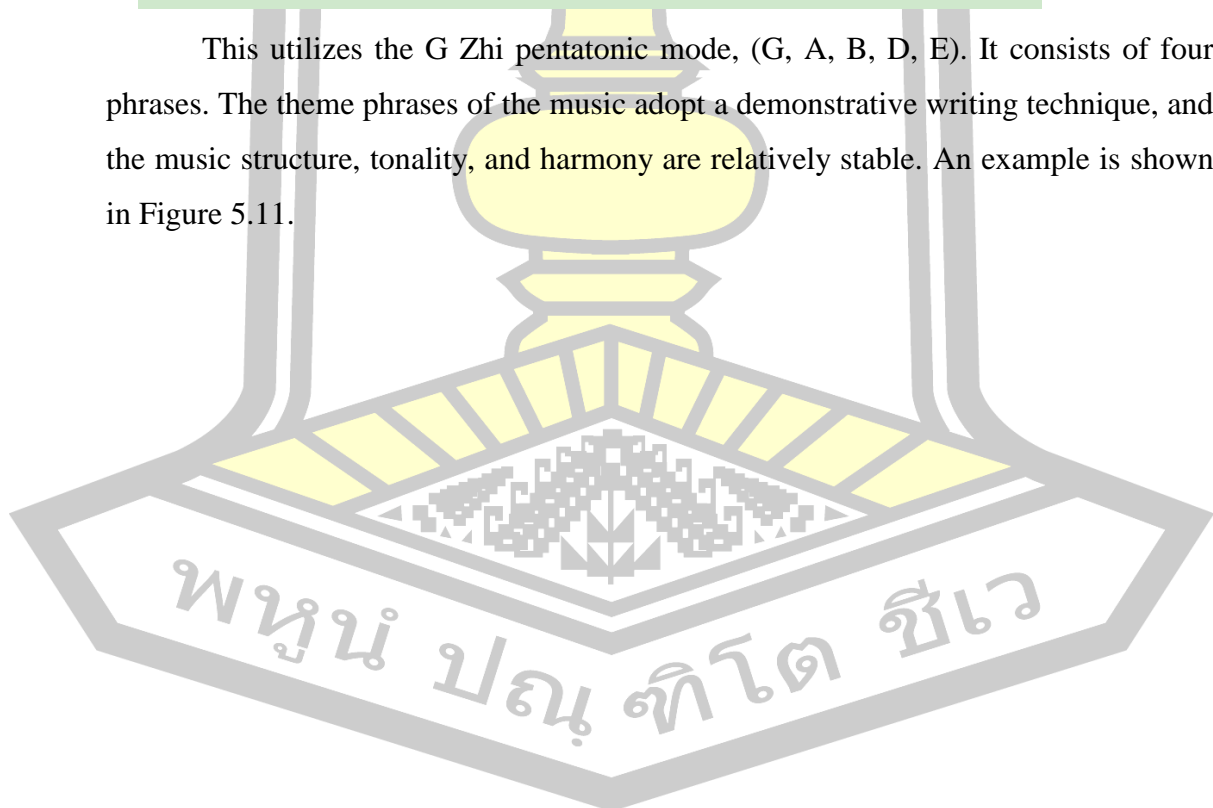 This utilizes the G Zhi pentatonic mode, (G, A, B, D, E). It consists of four
phrases. The theme phrases of the music adopt a demonstrative writing technique, and
the music structure, tonality, and harmony are relatively stable. An example is shown
in Figure 5.11.
พหูนํ ปณฺฑิโต ชีเว